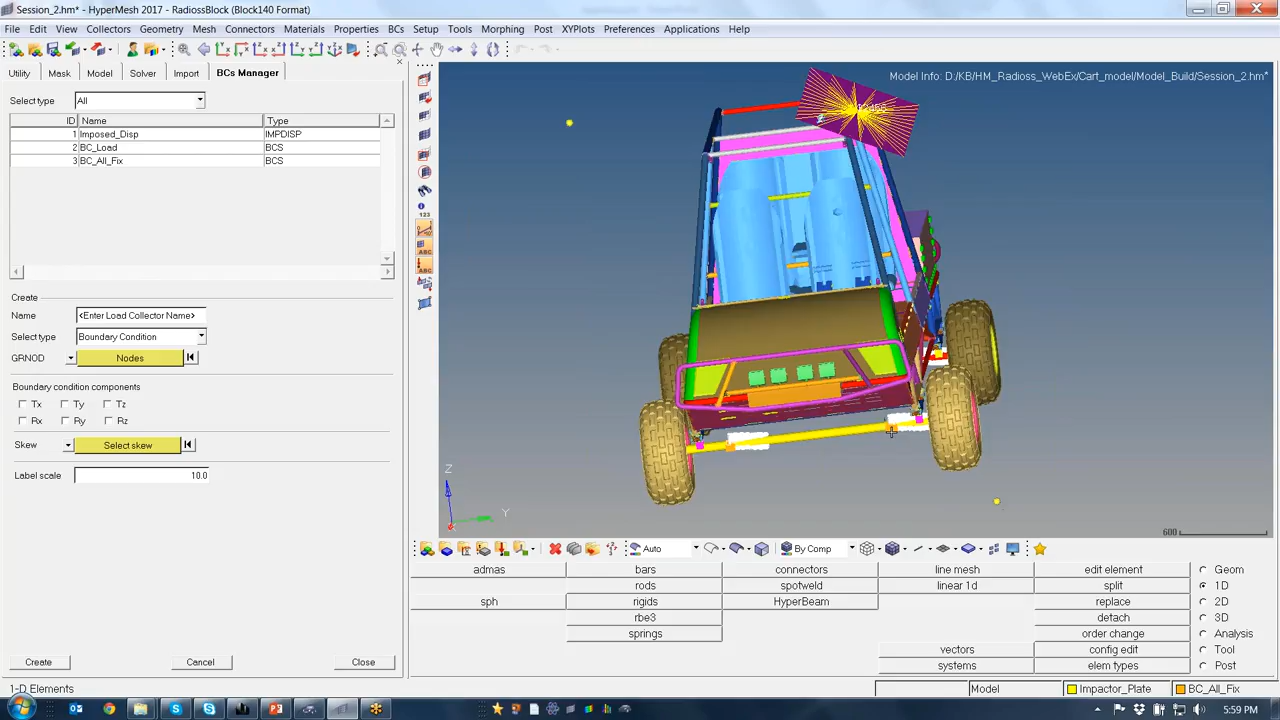 Session_2.hm* - HyperMesh 2017 - RadiossBlock (Block140 Format)
File Edit View Collectors Geometry Mesh Connectors Materials Properties BCs Setup Tools Morphing Post XYPlots Preferences Applications Help
Utility Mask Model Solver Import BCs Manager
Model Info: D:/KB/HM_Radioss_WebEx/Cart_model/Model_Build/Session_2.hm*
Select type All
ID Name Type
1 Imposed_Disp IMPDISP
2 BC_Load BCS
3 BC_All_Fix BCS
123
ABC
ABC
Create
Name <Enter Load Collector Name>
Select type Boundary Condition
GRNOD Nodes
Boundary condition components
Tx Ty Tz
Rx Ry Rz
Skew Select skew
Label scale 10.0
Z
Y
X
600
Auto By Comp
admas bars connectors line mesh edit element Geom
rods spotweld linear 1d split 1D
sph rigids HyperBeam replace 2D
rbe3 detach 3D
springs order change Analysis
vectors config edit Tool
systems elem types Post
Create Cancel Close
1-D Elements Model Impactor_Plate BC_All_Fix
5:59 PM